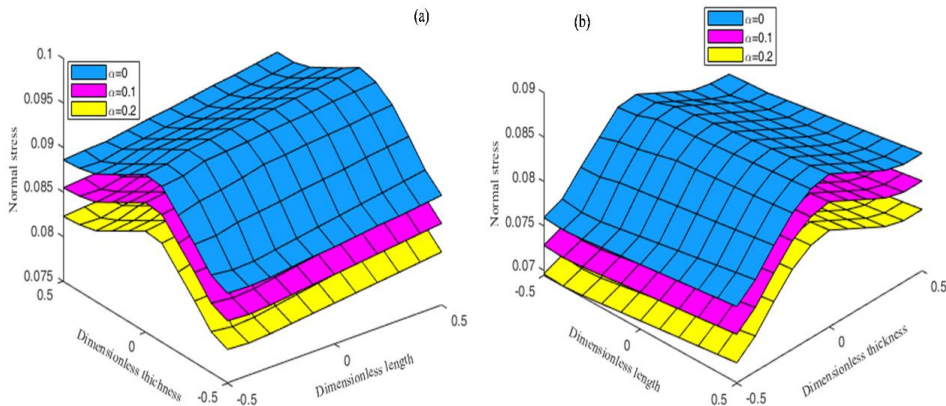 (a)
α=0
α=0.1
α=0.2
0.1
0.095
0.09
0.085
0.08
0.075
Normal stress
0.5
0
-0.5
Dimensionless thichness
-0.5
0
0.5
Dimensionless length
(b)
α=0
α=0.1
α=0.2
0.09
0.085
0.08
0.075
0.07
Normal stress
-0.5
0
0.5
Dimensionless length
-0.5
0
0.5
Dimensionless thickness